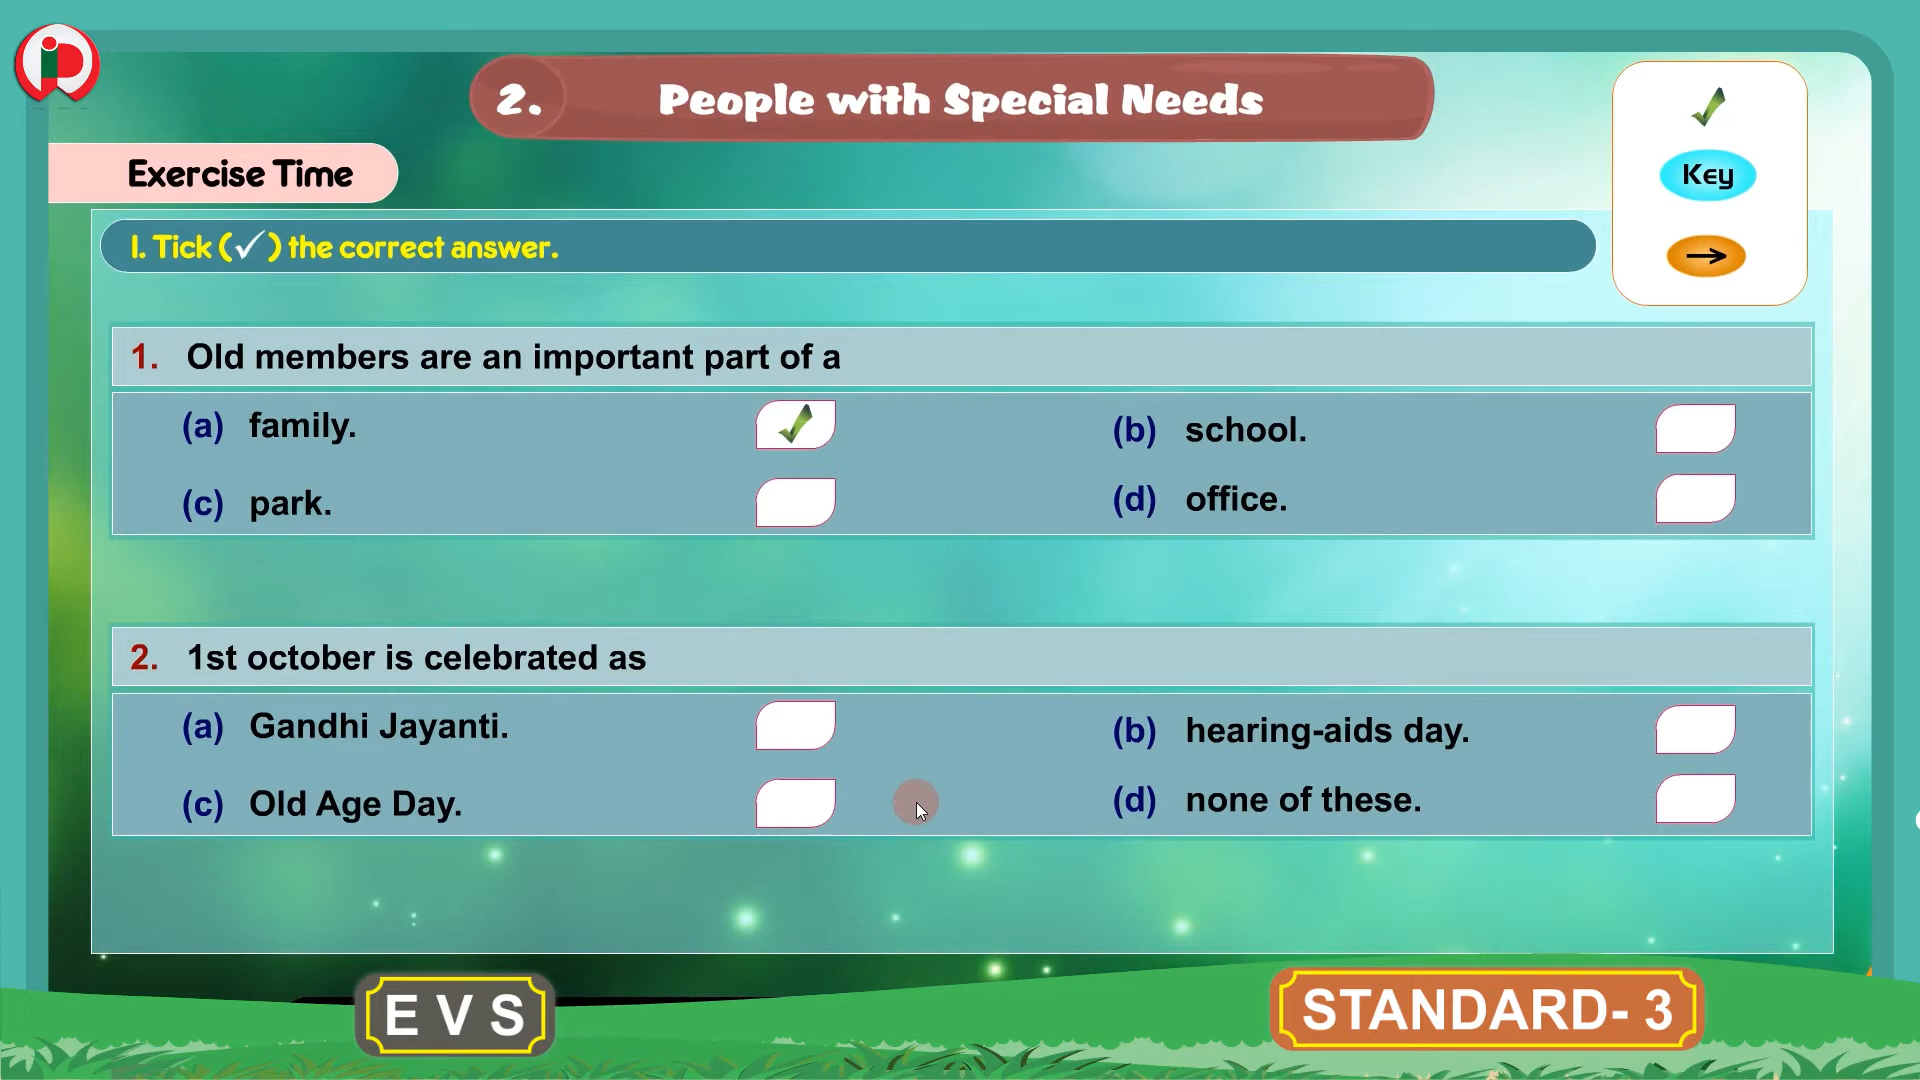 2. People with Special Needs
Exercise Time
Key
I. Tick (✓) the correct answer.
1. Old members are an important part of a
(a) family. ✓ (b) school.
(c) park. (d) office.
2. 1st october is celebrated as
(a) Gandhi Jayanti. (b) hearing-aids day.
(c) Old Age Day. (d) none of these.
E V S
STANDARD- 3